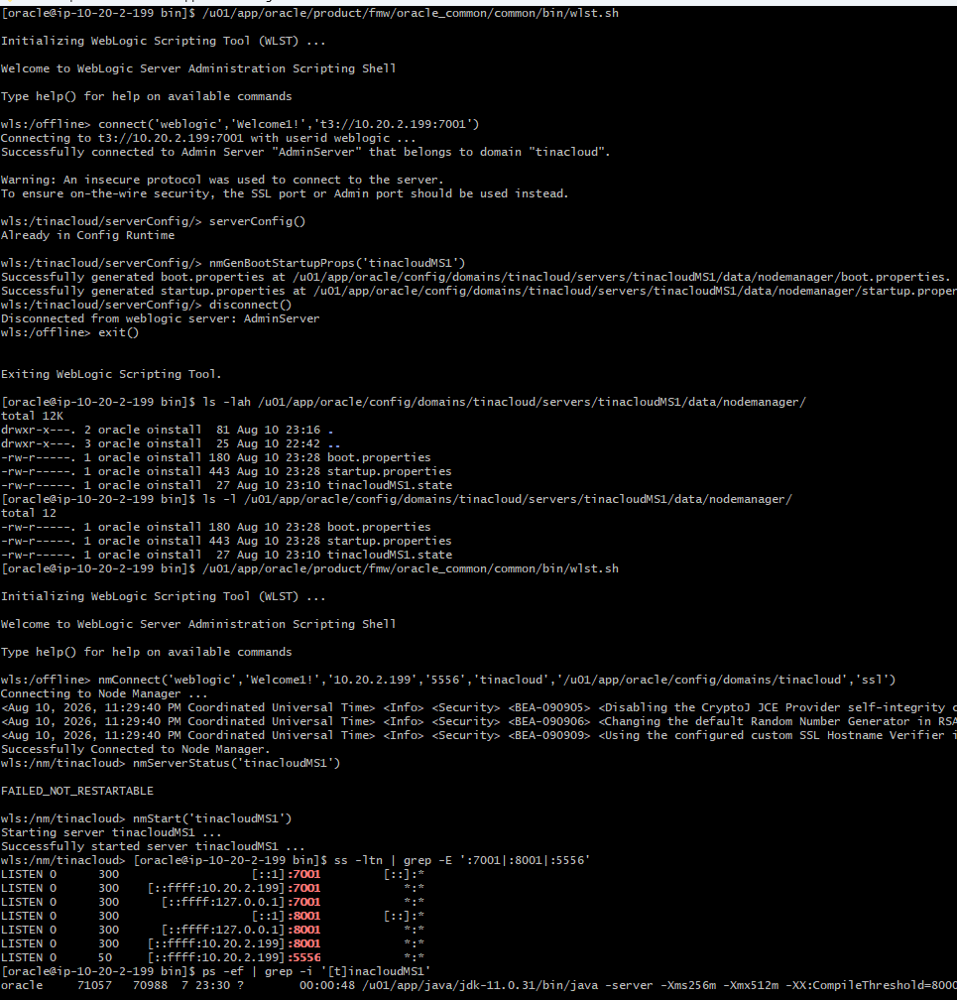 [oracle@ip-10-20-2-199 bin]$ /u01/app/oracle/product/fmw/oracle_common/common/bin/wlst.sh
Initializing WebLogic Scripting Tool (WLST) ...
Welcome to WebLogic Server Administration Scripting Shell
Type help() for help on available commands
wls:/offline> connect('weblogic','Welcome1!','t3://10.20.2.199:7001')
Connecting to t3://10.20.2.199:7001 with userid weblogic ...
Successfully connected to Admin Server "AdminServer" that belongs to domain "tinacloud".
Warning: An insecure protocol was used to connect to the server.
To ensure on-the-wire security, the SSL port or Admin port should be used instead.
wls:/tinacloud/serverConfig/> serverConfig()
Already in Config Runtime
wls:/tinacloud/serverConfig/> nmGenBootStartupProps('tinacloudMS1')
Successfully generated boot.properties at /u01/app/oracle/config/domains/tinacloud/servers/tinacloudMS1/data/nodemanager/boot.properties.
Successfully generated startup.properties at /u01/app/oracle/config/domains/tinacloud/servers/tinacloudMS1/data/nodemanager/startup.proper
wls:/tinacloud/serverConfig/> disconnect()
Disconnected from weblogic server: AdminServer
wls:/offline> exit()
Exiting WebLogic Scripting Tool.
[oracle@ip-10-20-2-199 bin]$ ls -lah /u01/app/oracle/config/domains/tinacloud/servers/tinacloudMS1/data/nodemanager/
total 12K
drwxr-x---. 2 oracle oinstall  81 Aug 10 23:16 .
drwxr-x---. 3 oracle oinstall  25 Aug 10 22:42 ..
-rw-r-----. 1 oracle oinstall 180 Aug 10 23:28 boot.properties
-rw-r-----. 1 oracle oinstall 443 Aug 10 23:28 startup.properties
-rw-r-----. 1 oracle oinstall  27 Aug 10 23:10 tinacloudMS1.state
[oracle@ip-10-20-2-199 bin]$ ls -l /u01/app/oracle/config/domains/tinacloud/servers/tinacloudMS1/data/nodemanager/
total 12
-rw-r-----. 1 oracle oinstall 180 Aug 10 23:28 boot.properties
-rw-r-----. 1 oracle oinstall 443 Aug 10 23:28 startup.properties
-rw-r-----. 1 oracle oinstall  27 Aug 10 23:10 tinacloudMS1.state
[oracle@ip-10-20-2-199 bin]$ /u01/app/oracle/product/fmw/oracle_common/common/bin/wlst.sh
Initializing WebLogic Scripting Tool (WLST) ...
Welcome to WebLogic Server Administration Scripting Shell
Type help() for help on available commands
wls:/offline> nmConnect('weblogic','Welcome1!','10.20.2.199','5556','tinacloud','/u01/app/oracle/config/domains/tinacloud','ssl')
Connecting to Node Manager ...
<Aug 10, 2026, 11:29:40 PM Coordinated Universal Time> <Info> <Security> <BEA-090905> <Disabling the CryptoJ JCE Provider self-integrity c
<Aug 10, 2026, 11:29:40 PM Coordinated Universal Time> <Info> <Security> <BEA-090906> <Changing the default Random Number Generator in RSA
<Aug 10, 2026, 11:29:40 PM Coordinated Universal Time> <Info> <Security> <BEA-090909> <Using the configured custom SSL Hostname Verifier i
Successfully Connected to Node Manager.
wls:/nm/tinacloud> nmServerStatus('tinacloudMS1')
FAILED_NOT_RESTARTABLE
wls:/nm/tinacloud> nmStart('tinacloudMS1')
Starting server tinacloudMS1 ...
Successfully started server tinacloudMS1 ...
wls:/nm/tinacloud> [oracle@ip-10-20-2-199 bin]$ ss -ltn | grep -E ':7001|:8001|:5556'
LISTEN 0      300                 [::1]:7001         [::]:*
LISTEN 0      300    [::ffff:10.20.2.199]:7001            *:*
LISTEN 0      300      [::ffff:127.0.0.1]:7001            *:*
LISTEN 0      300                 [::1]:8001         [::]:*
LISTEN 0      300      [::ffff:127.0.0.1]:8001            *:*
LISTEN 0      300    [::ffff:10.20.2.199]:8001            *:*
LISTEN 0      50     [::ffff:10.20.2.199]:5556            *:*
[oracle@ip-10-20-2-199 bin]$ ps -ef | grep -i '[t]inacloudMS1'
oracle     71057   70988  7 23:30 ?        00:00:48 /u01/app/java/jdk-11.0.31/bin/java -server -Xms256m -Xmx512m -XX:CompileThreshold=8000